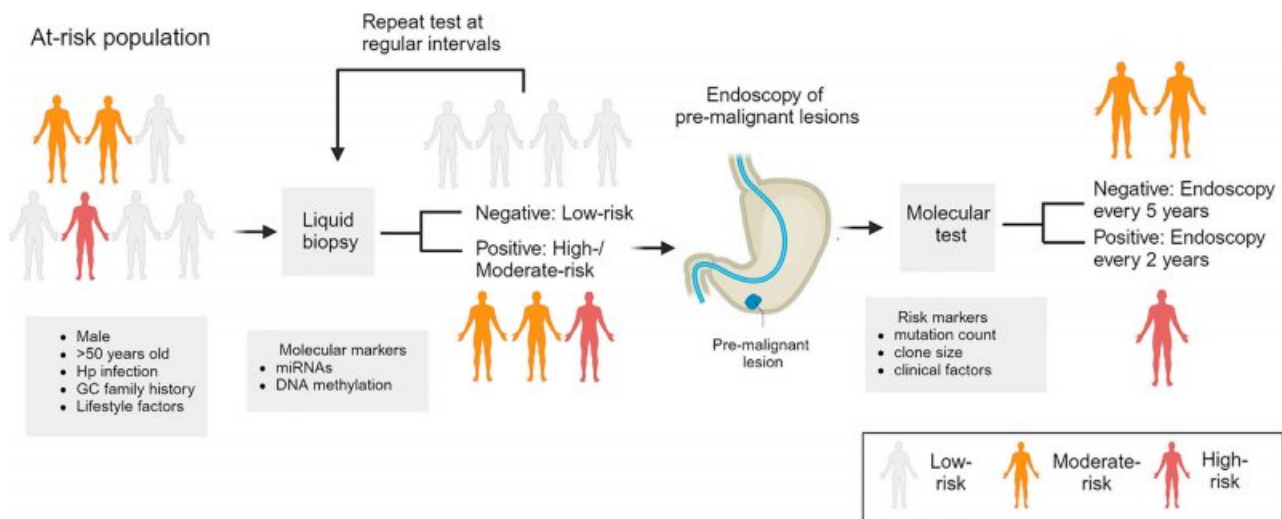 At-risk population
Repeat test at
regular intervals
Liquid
biopsy
Negative: Low-risk
Positive: High-/
Moderate-risk
Endoscopy of
pre-malignant lesions
Pre-malignant
lesion
Molecular
test
Negative: Endoscopy
every 5 years
Positive: Endoscopy
every 2 years
• Male
• >50 years old
• Hp infection
• GC family history
• Lifestyle factors
Molecular markers
• miRNAs
• DNA methylation
Risk markers
• mutation count
• clone size
• clinical factors
Low-
risk
Moderate-
risk
High-
risk